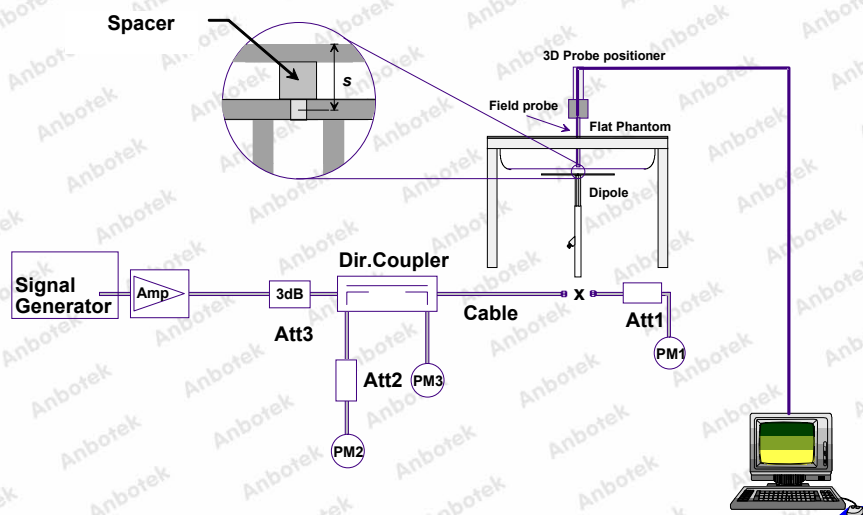 Spacer
s
3D Probe positioner
Field probe
Flat Phantom
Dipole
Signal
Generator
Amp
3dB
Att3
Dir.Coupler
Cable
x
Att1
PM1
Att2
PM3
PM2
Anbotek